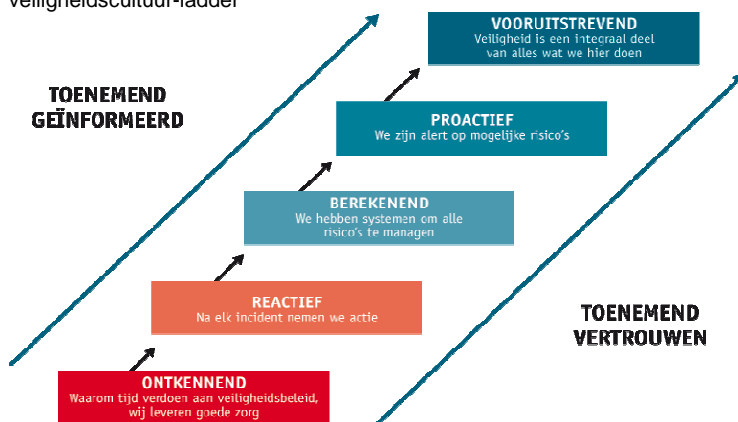 veiligheidscultuur-ladder
VOORUITSTREVEND
Veiligheid is een integraal deel
van alles wat we hier doen
TOENEMEND
GEÏNFORMEERD
PROACTIEF
We zijn alert op mogelijke risico's
BEREKENEND
We hebben systemen om alle
risico's te managen
REACTIEF
Na elk incident nemen we actie
TOENEMEND
VERTROUWEN
ONTKENNEND
Waarom tijd verdoen aan veiligheidsbeleid,
wij leveren goede zorg